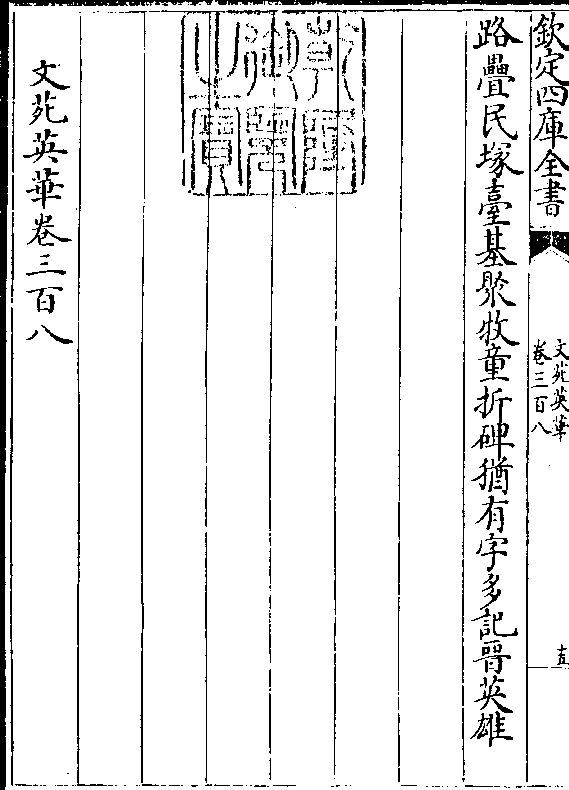 欽定四庫全書
文苑英華
卷三百八
十五
路疊民塚臺基聚牧童折碑猶有字多記晉英雄
乾隆御覽之寶
文苑英華卷三百八